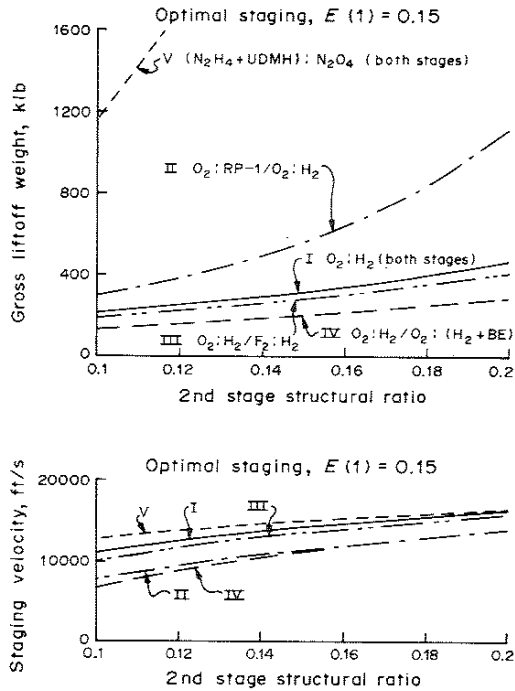 Optimal staging, E(1) = 0.15
1600
V (N₂H₄+UDMH):N₂O₄ (both stages)
1200
II O₂:RP-1/O₂:H₂
800
I O₂:H₂ (both stages)
400
III O₂:H₂/F₂:H₂
IV O₂:H₂/O₂:(H₂+BE)
0
0.1 0.12 0.14 0.16 0.18 0.2
2nd stage structural ratio
Gross liftoff weight, klb
Optimal staging, E(1) = 0.15
20000
V I III
10000
II IV
0
0.1 0.12 0.14 0.16 0.18 0.2
2nd stage structural ratio
Staging velocity, ft/s